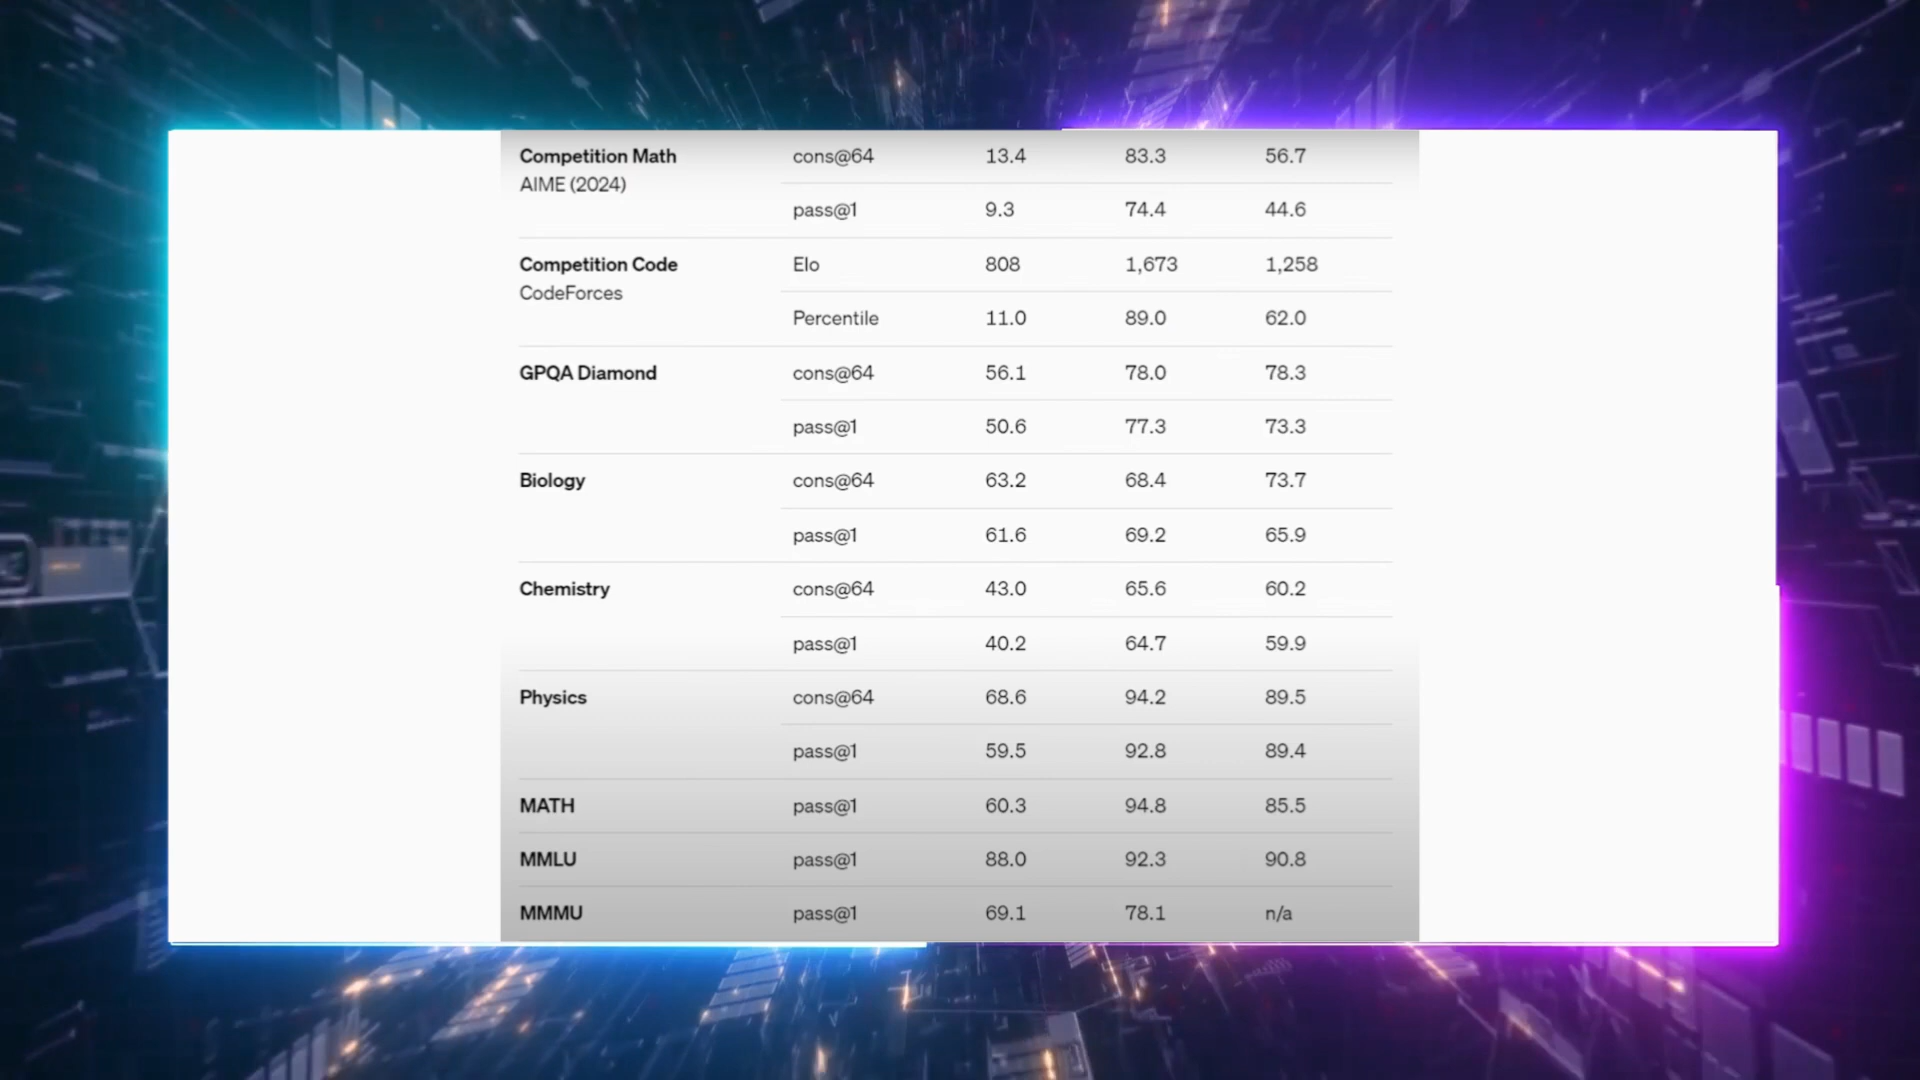 Competition Math cons@64 13.4 83.3 56.7
AIME (2024)
pass@1 9.3 74.4 44.6
Competition Code Elo 808 1,673 1,258
CodeForces
Percentile 11.0 89.0 62.0
GPQA Diamond cons@64 56.1 78.0 78.3
pass@1 50.6 77.3 73.3
Biology cons@64 63.2 68.4 73.7
pass@1 61.6 69.2 65.9
Chemistry cons@64 43.0 65.6 60.2
pass@1 40.2 64.7 59.9
Physics cons@64 68.6 94.2 89.5
pass@1 59.5 92.8 89.4
MATH pass@1 60.3 94.8 85.5
MMLU pass@1 88.0 92.3 90.8
MMMU pass@1 69.1 78.1 n/a